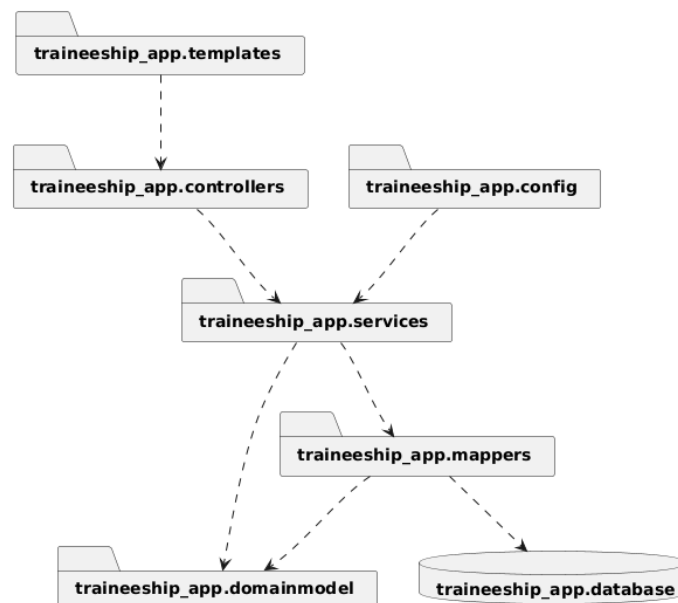 traineeship_app.templates
traineeship_app.controllers
traineeship_app.config
traineeship_app.services
traineeship_app.mappers
traineeship_app.domainmodel
traineeship_app.database